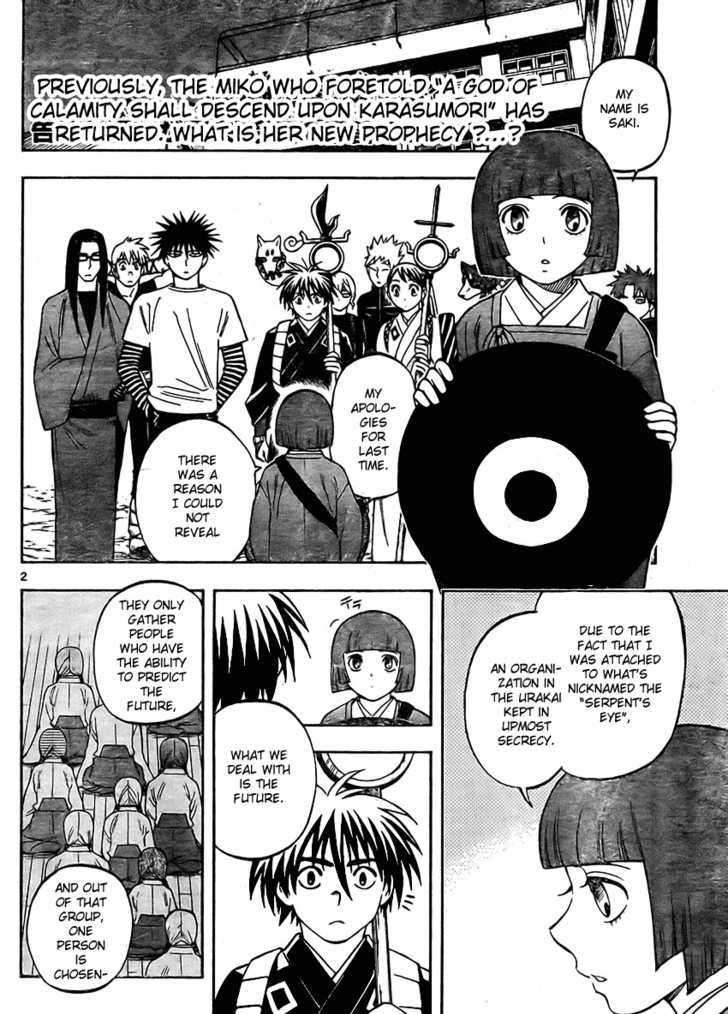 PREVIOUSLY, THE MIKO WHO FORETOLD "A GOD OF
CALAMITY SHALL DESCEND UPON KARASUMORI" HAS
RETURNED. WHAT IS HER NEW PROPHECY ?....?
MY
NAME IS
SAKI.
MY
APOLO-
GIES
FOR
LAST
TIME.
THERE
WAS A
REASON
I COULD
NOT
REVEAL
2
DUE TO
THE
FACT THAT
I WAS
ATTACHED
TO
WHAT'S
NICKNAMED
THE
"SERPENT'S
EYE",
AN ORGANI-
ZATION IN
THE URAKAI
KEPT IN
UPMOST
SECRECY.
デデ
WHAT WE
DEAL WITH
IS THE
FUTURE.
THEY ONLY
GATHER
PEOPLE
WHO HAVE
THE ABILITY
TO PREDICT
THE
FUTURE,
AND OUT
OF THAT
GROUP,
ONE
PERSON
IS
CHOSEN-